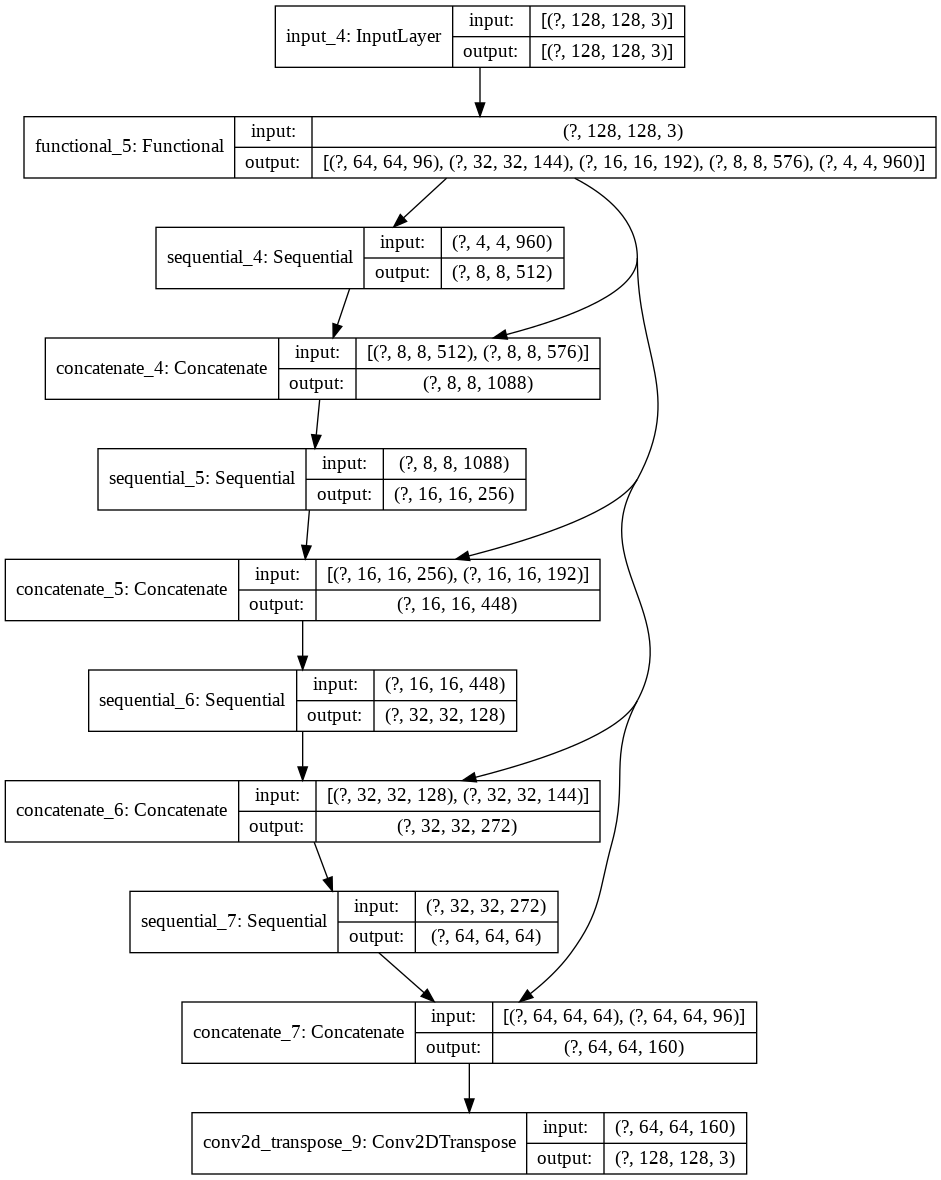 input_4: InputLayer
input:
[(?, 128, 128, 3)]
output:
[(?, 128, 128, 3)]
functional_5: Functional
input:
(?, 128, 128, 3)
output:
[(?, 64, 64, 96), (?, 32, 32, 144), (?, 16, 16, 192), (?, 8, 8, 576), (?, 4, 4, 960)]
sequential_4: Sequential
input:
(?, 4, 4, 960)
output:
(?, 8, 8, 512)
concatenate_4: Concatenate
input:
[(?, 8, 8, 512), (?, 8, 8, 576)]
output:
(?, 8, 8, 1088)
sequential_5: Sequential
input:
(?, 8, 8, 1088)
output:
(?, 16, 16, 256)
concatenate_5: Concatenate
input:
[(?, 16, 16, 256), (?, 16, 16, 192)]
output:
(?, 16, 16, 448)
sequential_6: Sequential
input:
(?, 16, 16, 448)
output:
(?, 32, 32, 128)
concatenate_6: Concatenate
input:
[(?, 32, 32, 128), (?, 32, 32, 144)]
output:
(?, 32, 32, 272)
sequential_7: Sequential
input:
(?, 32, 32, 272)
output:
(?, 64, 64, 64)
concatenate_7: Concatenate
input:
[(?, 64, 64, 64), (?, 64, 64, 96)]
output:
(?, 64, 64, 160)
conv2d_transpose_9: Conv2DTranspose
input:
(?, 64, 64, 160)
output:
(?, 128, 128, 3)